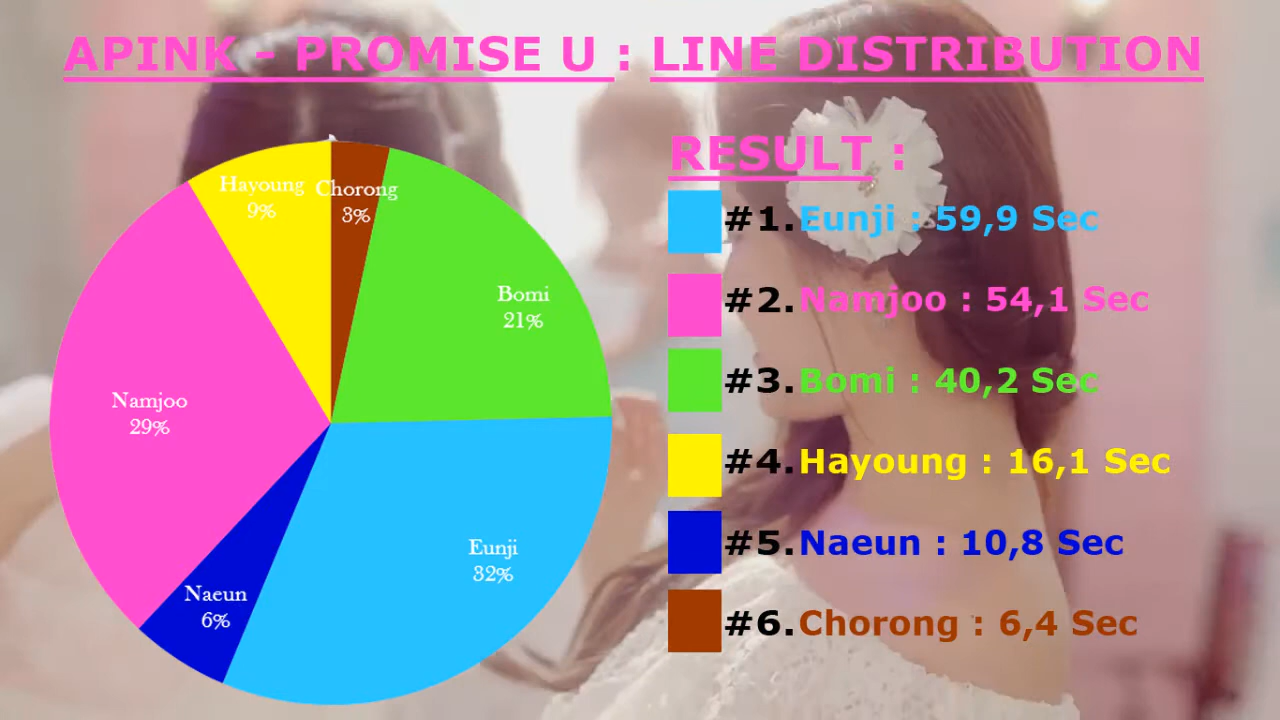 APINK - PROMISE U : LINE DISTRIBUTION
RESULT :
#1. Eunji : 59,9 Sec
#2. Namjoo : 54,1 Sec
#3. Bomi : 40,2 Sec
#4. Hayoung : 16,1 Sec
#5. Naeun : 10,8 Sec
#6. Chorong : 6,4 Sec
Hayoung
9%
Chorong
3%
Bomi
21%
Namjoo
29%
Eunji
32%
Naeun
6%